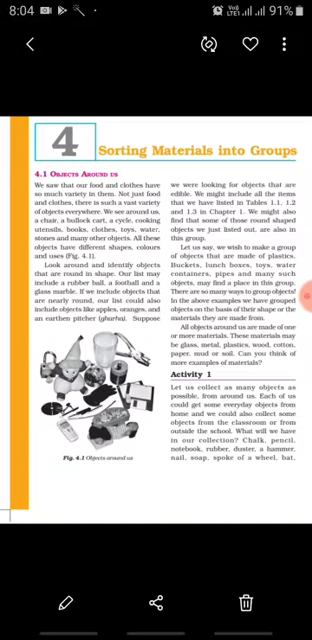 8:04
Vo))
LTE1
91%
4
Sorting Materials into Groups
4.1 OBJECTS AROUND US
We saw that our food and clothes have
so much variety in them. Not just food
and clothes, there is such a vast variety
of objects everywhere. We see around us,
a chair, a bullock cart, a cycle, cooking
utensils, books, clothes, toys, water,
stones and many other objects. All these
objects have different shapes, colours
and uses (Fig. 4.1).
Look around and identify objects
that are round in shape. Our list may
include a rubber ball, a football and a
glass marble. If we include objects that
are nearly round, our list could also
include objects like apples, oranges, and
an earthen pitcher (gharha). Suppose
Fig. 4.1 Objects around us
we were looking for objects that are
edible. We might include all the items
that we have listed in Tables 1.1, 1.2
and 1.3 in Chapter 1. We might also
find that some of those round shaped
objects we just listed out, are also in
this group.
Let us say, we wish to make a group
of objects that are made of plastics.
Buckets, lunch boxes, toys, water
containers, pipes and many such
objects, may find a place in this group.
There are so many ways to group objects!
In the above examples we have grouped
objects on the basis of their shape or the
materials they are made from.
All objects around us are made of one
or more materials. These materials may
be glass, metal, plastics, wood, cotton,
paper, mud or soil. Can you think of
more examples of materials?
Activity 1
Let us collect as many objects as
possible, from around us. Each of us
could get some everyday objects from
home and we could also collect some
objects from the classroom or from
outside the school. What will we have
in our collection? Chalk, pencil,
notebook, rubber, duster, a hammer,
nail, soap, spoke of a wheel, bat,